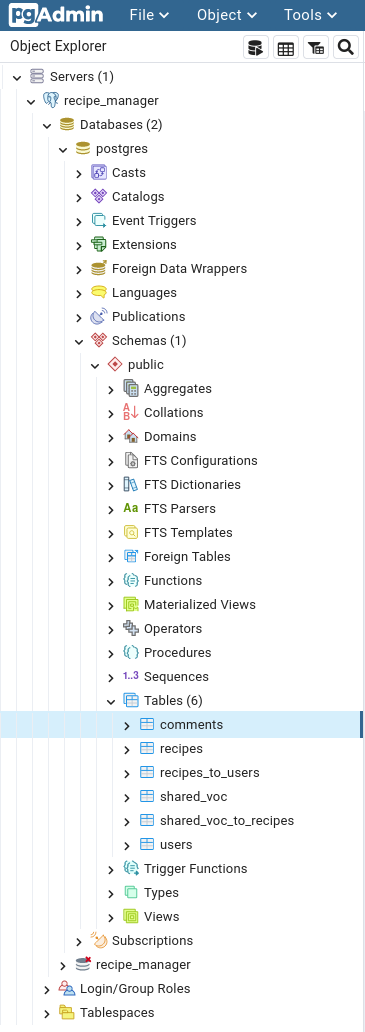 pgAdmin File Object Tools
Object Explorer
Servers (1)
recipe_manager
Databases (2)
postgres
Casts
Catalogs
Event Triggers
Extensions
Foreign Data Wrappers
Languages
Publications
Schemas (1)
public
Aggregates
Collations
Domains
FTS Configurations
FTS Dictionaries
Aa FTS Parsers
FTS Templates
Foreign Tables
Functions
Materialized Views
Operators
Procedures
1..3 Sequences
Tables (6)
comments
recipes
recipes_to_users
shared_voc
shared_voc_to_recipes
users
Trigger Functions
Types
Views
Subscriptions
recipe_manager
Login/Group Roles
Tablespaces